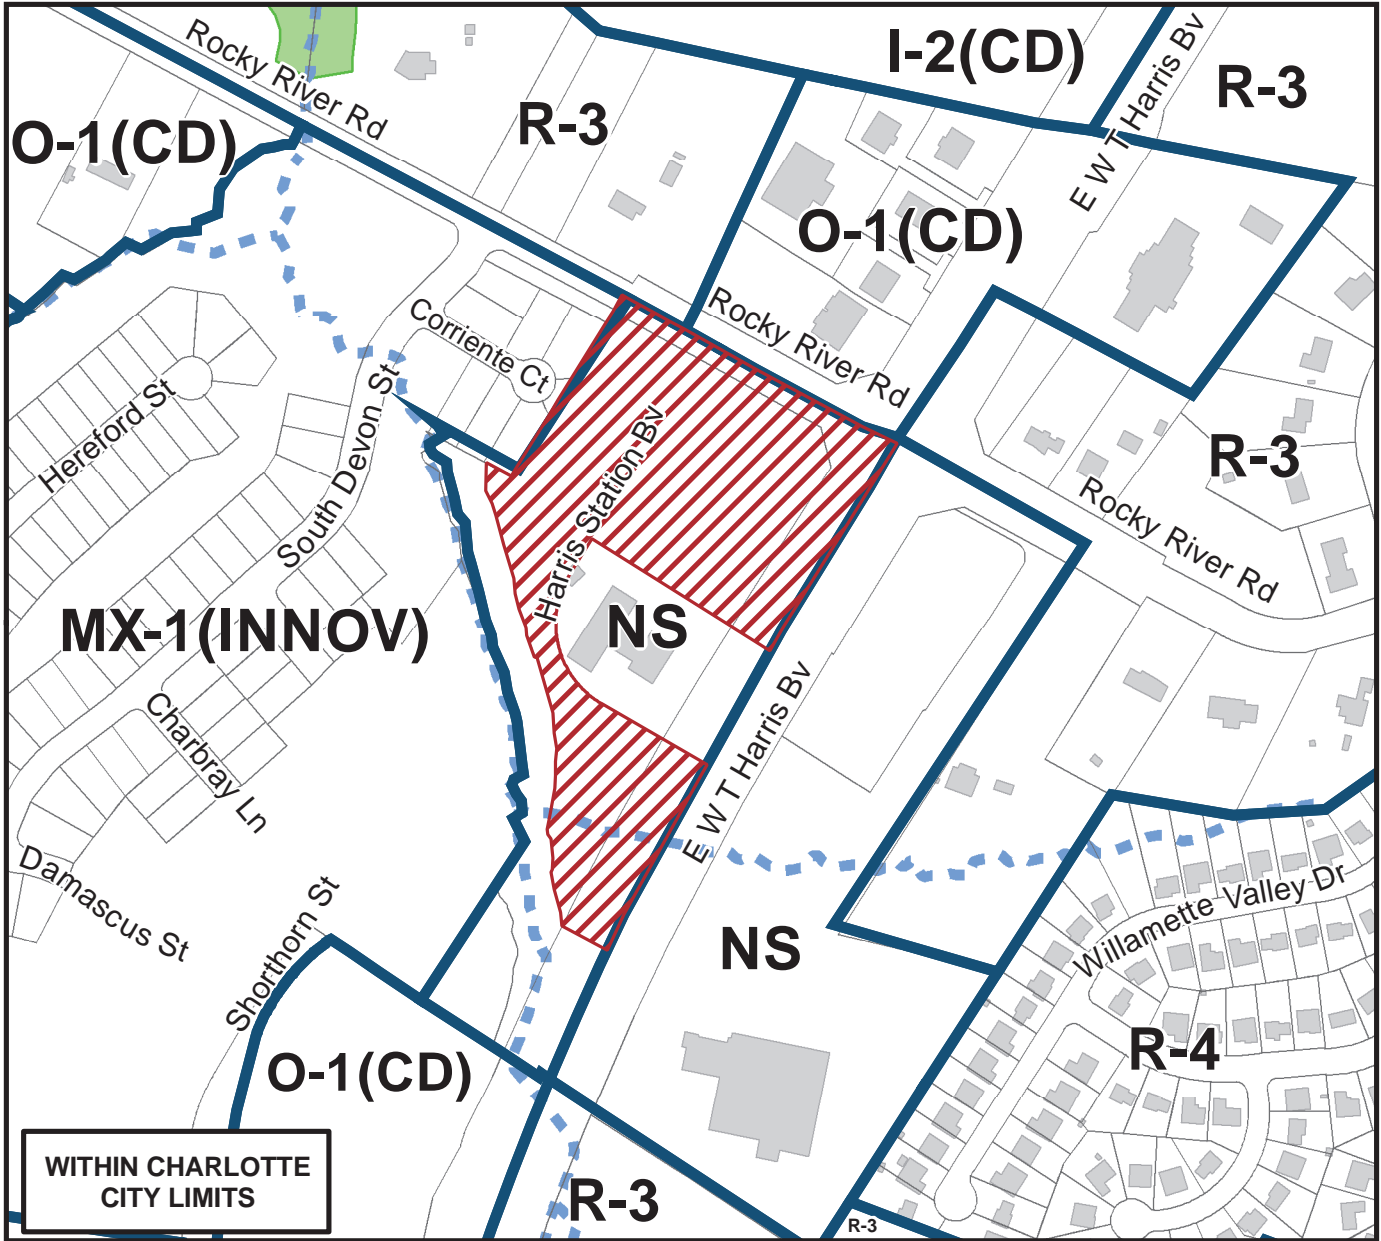 Rocky River Rd
I-2(CD)
E W T Harris Bv
R-3
R-3
O-1(CD)
O-1(CD)
Rocky River Rd
Corriente Ct
Hereford St
South Devon St
Harris Station Bv
R-3
Rocky River Rd
MX-1(INNOV)
NS
Charbray Ln
E W T Harris Bv
Damascus St
Shorthorn St
Willamette Valley Dr
NS
R-4
O-1(CD)
WITHIN CHARLOTTE
CITY LIMITS
R-3
R-3